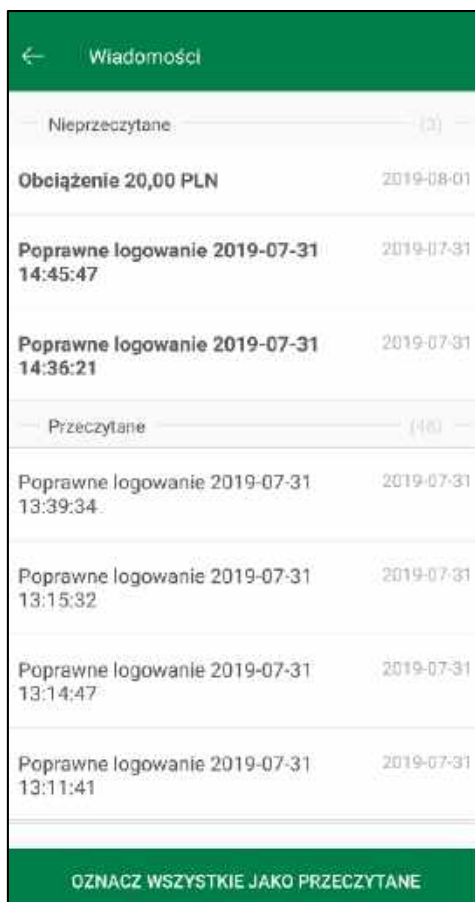 Wiadomości
Nieprzeczytane (3)
Obciążenie 20,00 PLN 2019-08-01
Poprawne logowanie 2019-07-31 2019-07-31
14:45:47
Poprawne logowanie 2019-07-31 2019-07-31
14:36:21
Przeczytane
Poprawne logowanie 2019-07-31 2019-07-31
13:39:34
Poprawne logowanie 2019-07-31 2019-07-31
13:15:32
Poprawne logowanie 2019-07-31 2019-07-31
13:14:47
Poprawne logowanie 2019-07-31 2019-07-31
13:11:41
OZNACZ WSZYSTKIE JAKO PRZECZYTANE